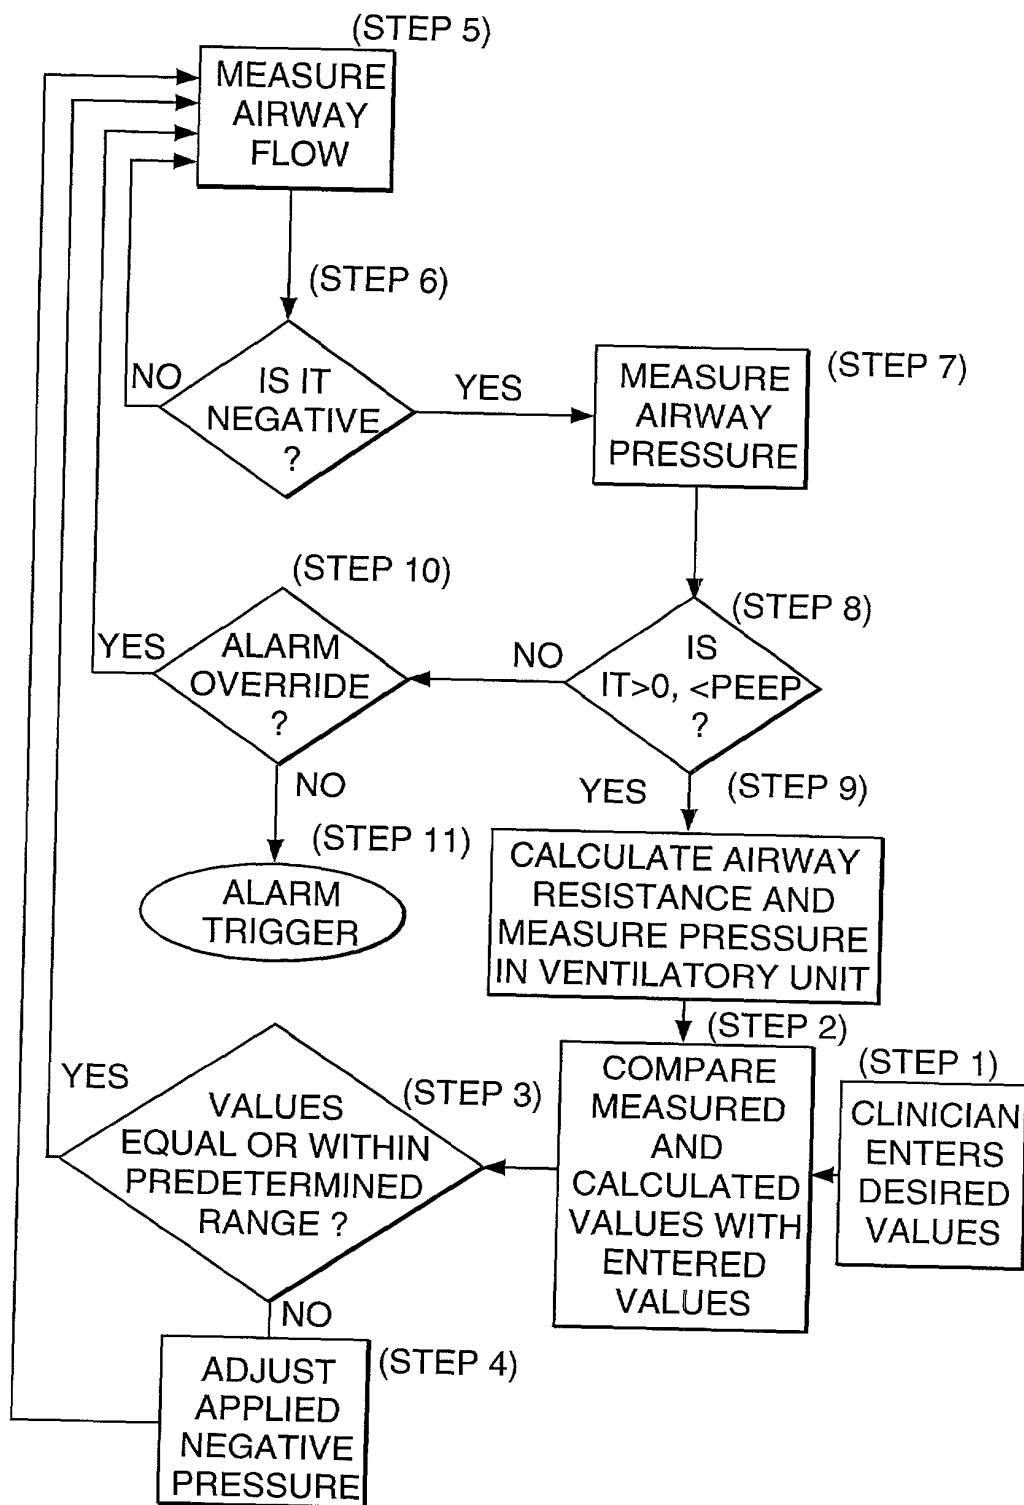 (STEP 5)
MEASURE
AIRWAY
FLOW
(STEP 6)
NO
IS IT
NEGATIVE
?
YES
MEASURE
AIRWAY
PRESSURE
(STEP 7)
(STEP 10)
YES
ALARM
OVERRIDE
?
NO
(STEP 8)
IS
IT>0, <PEEP
?
NO
(STEP 11)
ALARM
TRIGGER
YES
(STEP 9)
CALCULATE AIRWAY
RESISTANCE AND
MEASURE PRESSURE
IN VENTILATORY UNIT
(STEP 2)
COMPARE
MEASURED
AND
CALCULATED
VALUES WITH
ENTERED
VALUES
(STEP 1)
CLINICIAN
ENTERS
DESIRED
VALUES
YES
(STEP 3)
VALUES
EQUAL OR WITHIN
PREDETERMINED
RANGE ?
NO
(STEP 4)
ADJUST
APPLIED
NEGATIVE
PRESSURE